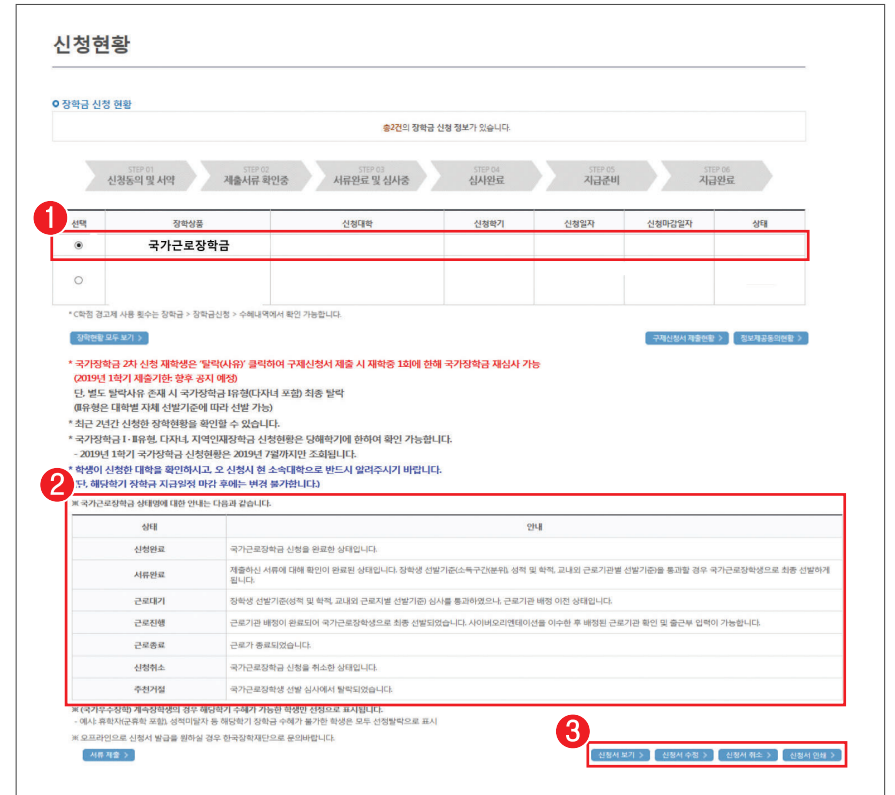 신청현황
장학금 신청 현황
총2건의 장학금 신청 정보가 있습니다.
STEP 01 STEP 02 STEP 03 STEP 04 STEP 05 STEP 06
신청동의 및 서약 제출서류 확인중 서류완료 및 심사중 심사완료 지급준비 지급완료
1
선택 장학상품 신청대학 신청학기 신청일자 신청마감일자 상태
국가근로장학금
* C학점 경고제 사용 횟수는 장학금 > 장학금신청 > 수혜내역에서 확인 가능합니다.
장학현황 모두 보기 > 구제신청서 제출현황 > 정보제공동의현황 >
* 국가장학금 2차 신청 재학생은 '탈락(사유)' 클릭하여 구제신청서 제출 시 재학중 1회에 한해 국가장학금 재심사 가능
(2019년 1학기 제출기한: 향후 공지 예정)
단, 별도 탈락사유 존재 시 국가장학금 I유형(다자녀 포함) 최종 탈락
(Ⅱ유형은 대학별 자체 선발기준에 따라 선발 가능)
* 최근 2년간 신청한 장학현황을 확인할 수 있습니다.
* 국가장학금 I·Ⅱ유형, 다자녀, 지역인재장학금 신청현황은 당해학기에 한하여 확인 가능합니다.
- 2019년 1학기 국가장학금 신청현황은 2019년 7월까지만 조회됩니다.
* 학생이 신청한 대학을 확인하시고, 오 신청시 현 소속대학으로 반드시 알려주시기 바랍니다.
2
(단, 해당학기 장학금 지급일정 마감 후에는 변경 불가합니다.)
※ 국가근로장학금 상태명에 대한 안내는 다음과 같습니다.
상태 안내
신청완료 국가근로장학금 신청을 완료한 상태입니다.
서류완료 제출하신 서류에 대해 확인이 완료된 상태입니다. 장학생 선발기준(소득구간(분위), 성적 및 학적, 교내외 근로기관별 선발기준)을 통과할 경우 국가근로장학생으로 최종 선발하게
됩니다.
근로대기 장학생 선발기준(성적 및 학적, 교내외 근로지별 선발기준) 심사를 통과하였으나, 근로기관 배정 이전 상태입니다.
근로진행 근로기관 배정이 완료되어 국가근로장학생으로 최종 선발되었습니다. 사이버오리엔테이션을 이수한 후 배정된 근로기관 확인 및 출근부 입력이 가능합니다.
근로종료 근로가 종료되었습니다.
신청취소 국가근로장학금 신청을 취소한 상태입니다.
추천거절 국가근로장학생 선발 심사에서 탈락되었습니다.
※ (국가우수장학) 계속장학생의 경우 해당학기 수혜가 가능한 학생만 선정으로 표시됩니다.
- 예시: 휴학자(군휴학 포함), 성적미달자 등 해당학기 장학금 수혜가 불가한 학생은 모두 선정탈락으로 표시
※ 오프라인으로 신청서 발급을 원하실 경우 한국장학재단으로 문의바랍니다.
3
서류 제출 > 신청서 보기 > 신청서 수정 > 신청서 취소 > 신청서 인쇄 >